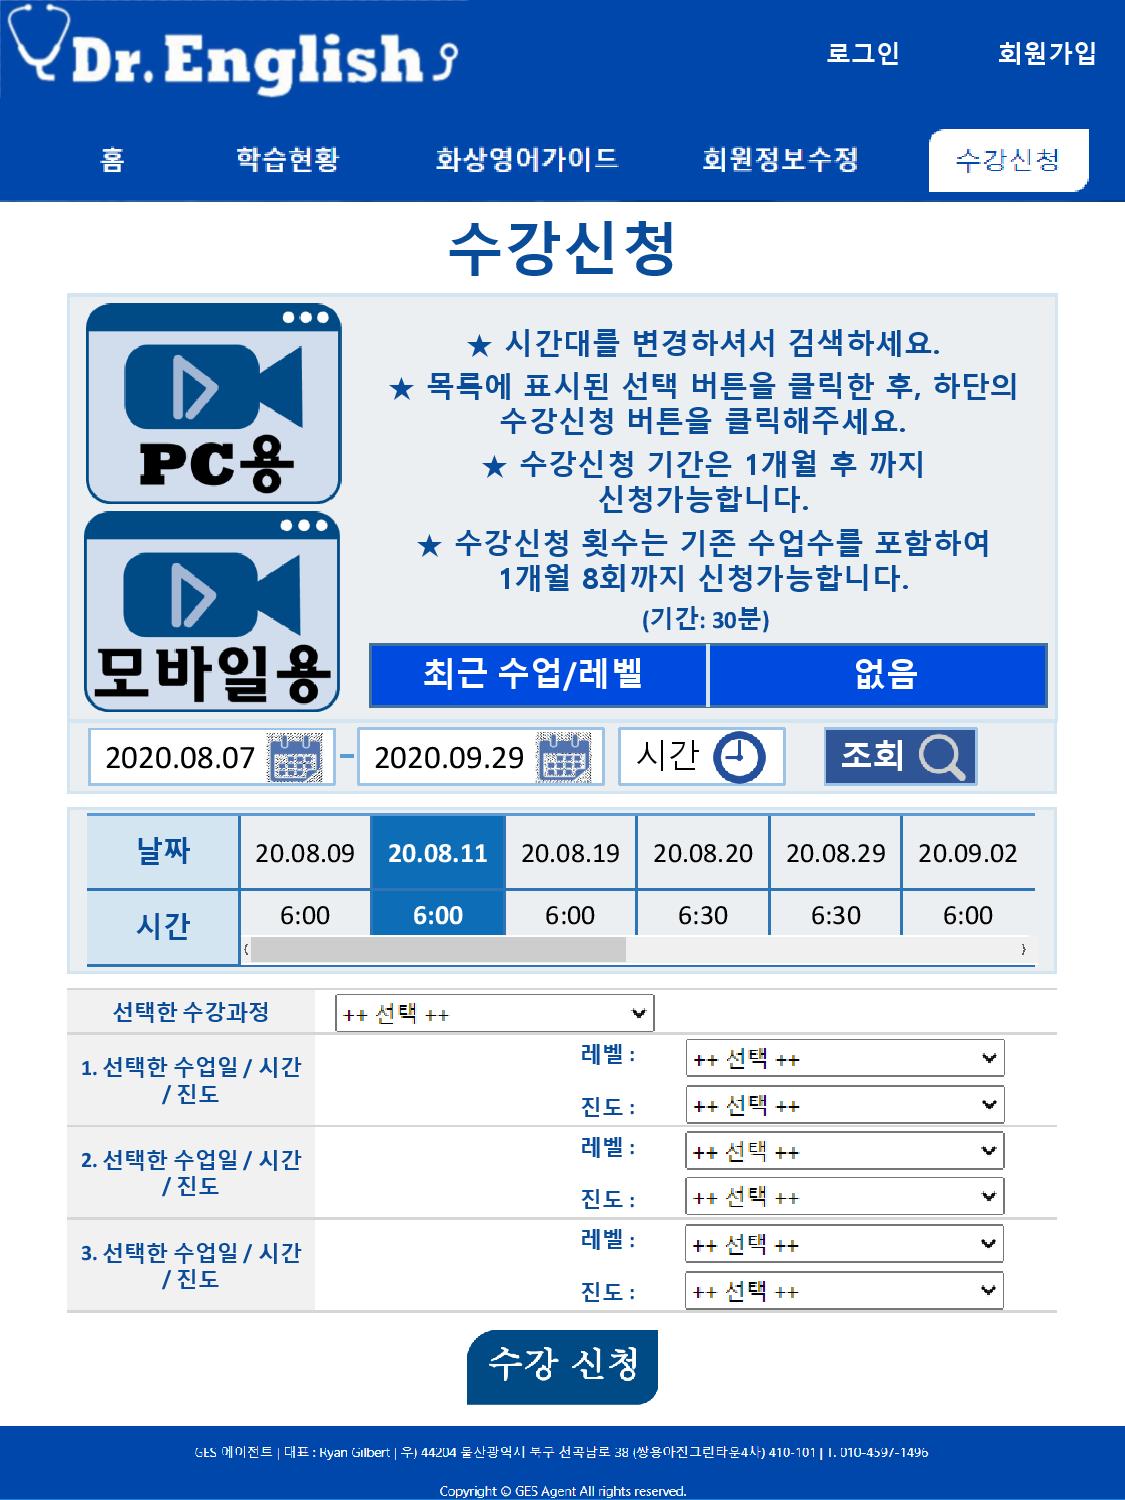 Dr. English
로그인 회원가입
홈 학습현황 화상영어가이드 회원정보수정 수강신청
수강신청
PC용
모바일용
★ 시간대를 변경하셔서 검색하세요.
★ 목록에 표시된 선택 버튼을 클릭한 후, 하단의
수강신청 버튼을 클릭해주세요.
★ 수강신청 기간은 1개월 후 까지
신청가능합니다.
★ 수강신청 횟수는 기존 수업수를 포함하여
1개월 8회까지 신청가능합니다.
(기간: 30분)
최근 수업/레벨 없음
2020.08.07 - 2020.09.29 시간 조회
날짜 20.08.09 20.08.11 20.08.19 20.08.20 20.08.29 20.09.02
시간 6:00 6:00 6:00 6:30 6:30 6:00
선택한 수강과정 ++ 선택 ++
1. 선택한 수업일 / 시간
/ 진도
레벨 : ++ 선택 ++
진도 : ++ 선택 ++
2. 선택한 수업일 / 시간
/ 진도
레벨 : ++ 선택 ++
진도 : ++ 선택 ++
3. 선택한 수업일 / 시간
/ 진도
레벨 : ++ 선택 ++
진도 : ++ 선택 ++
수강 신청
GES 에이전트 | 대표 : Ryan Gilbert | 우) 44204 울산광역시 북구 천곡남로 38 (쌍용아진그린타운4차) 410-101 | T. 010-4597-1496
Copyright © GES Agent All rights reserved.